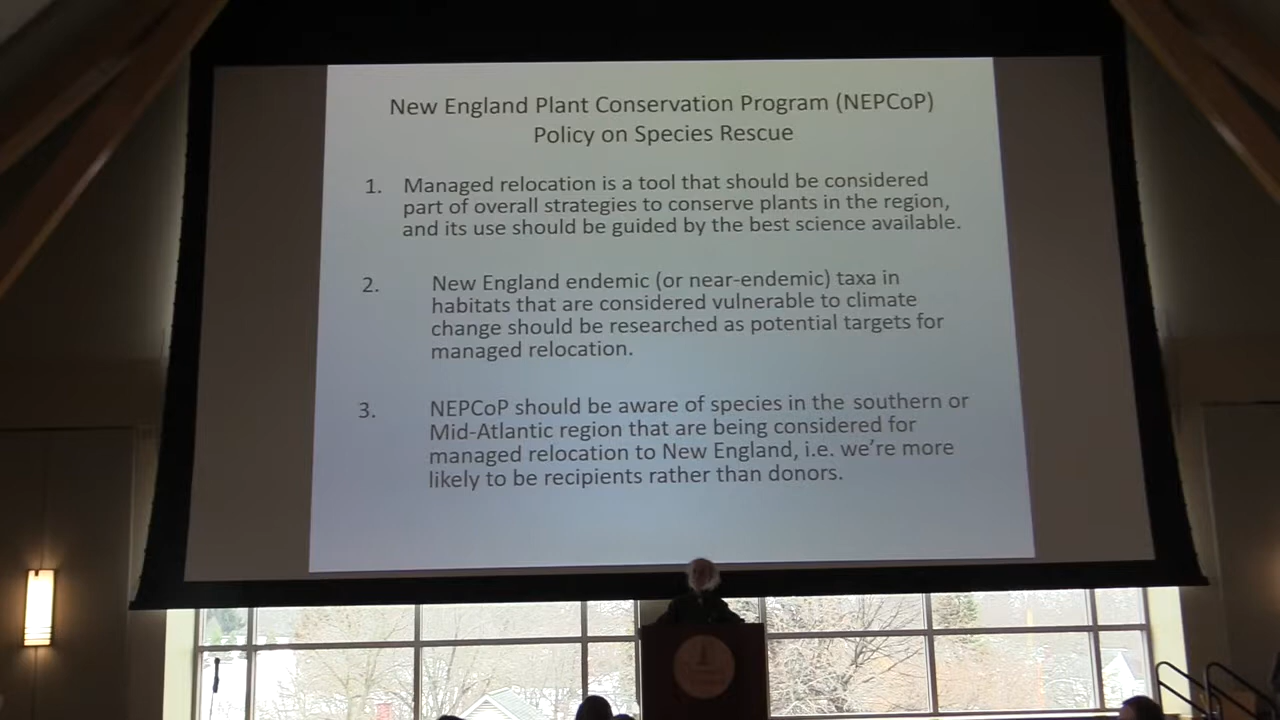 New England Plant Conservation Program (NEPCoP)
Policy on Species Rescue
1. Managed relocation is a tool that should be considered
part of overall strategies to conserve plants in the region,
and its use should be guided by the best science available.
2. New England endemic (or near-endemic) taxa in
habitats that are considered vulnerable to climate
change should be researched as potential targets for
managed relocation.
3. NEPCoP should be aware of species in the southern or
Mid-Atlantic region that are being considered for
managed relocation to New England, i.e. we’re more
likely to be recipients rather than donors.